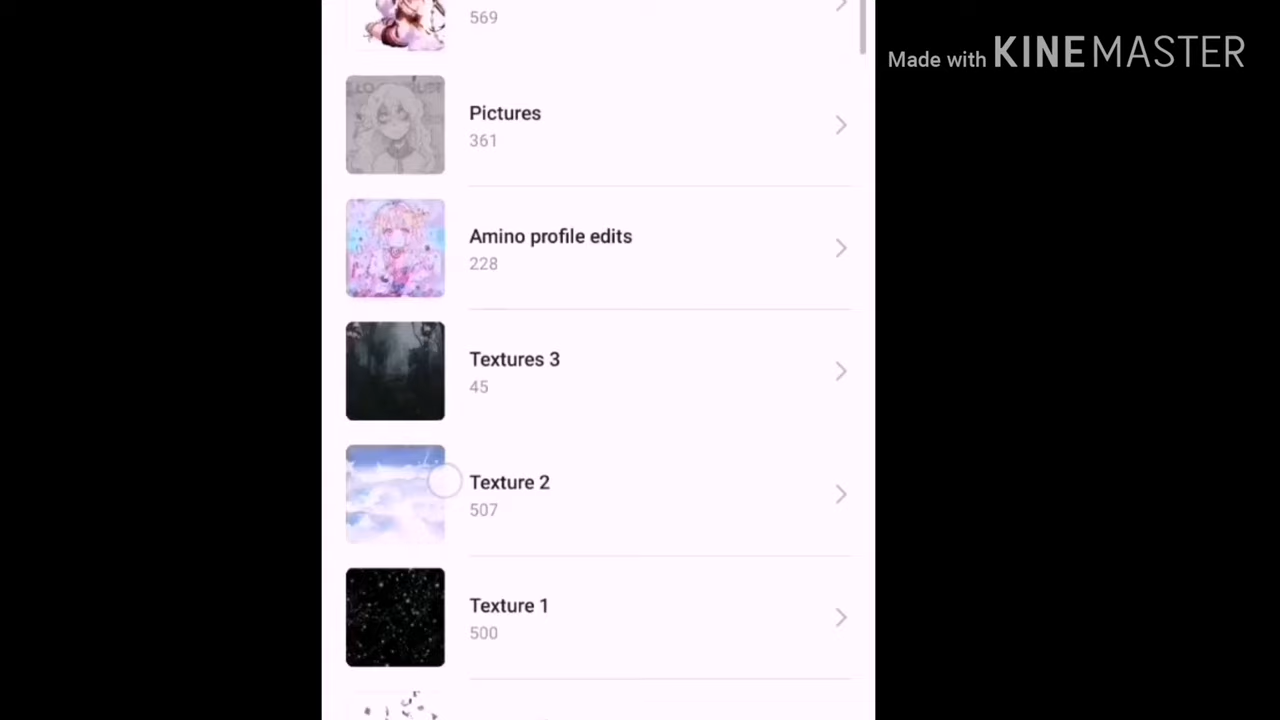 569
Made with KINEMASTER
Pictures
361
Amino profile edits
228
Textures 3
45
Texture 2
507
Texture 1
500